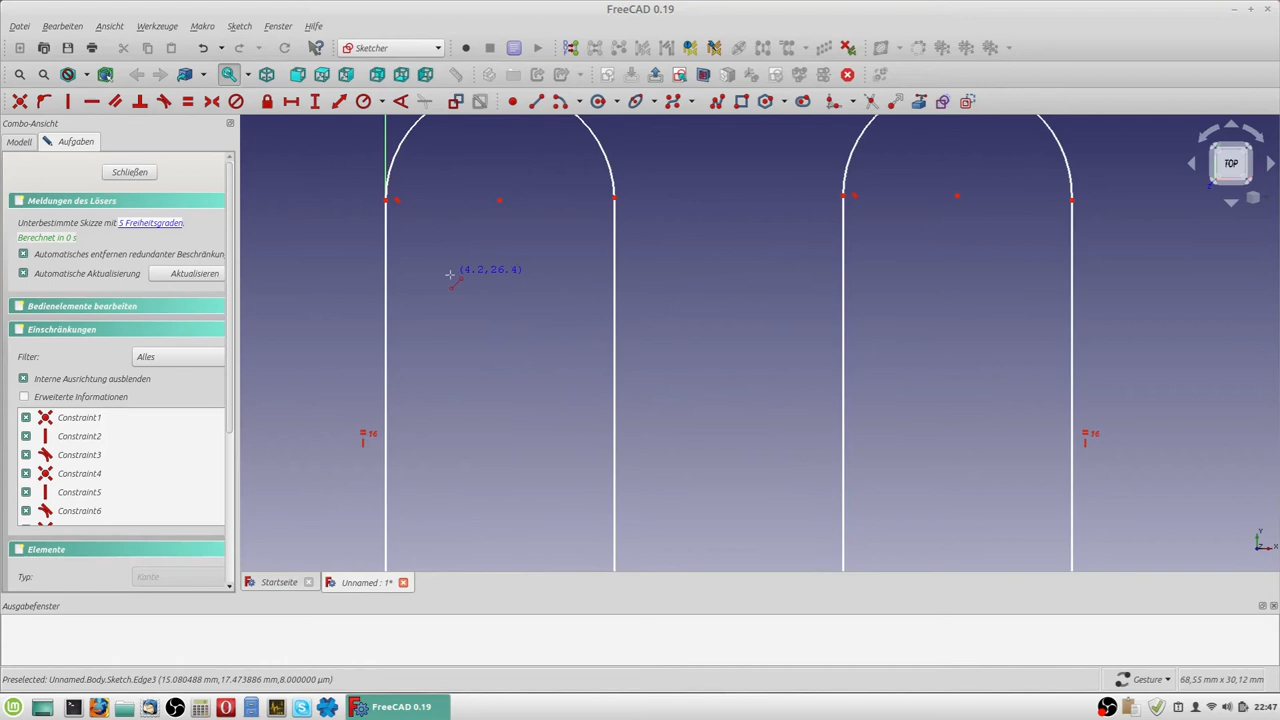 FreeCAD 0.19
Datei Bearbeiten Ansicht Werkzeuge Makro Sketch Fenster Hilfe
Sketcher
Combo-Ansicht
Modell Aufgaben
TOP
Schließen
Meldungen des Lösers
Unterbestimmte Skizze mit 5 Freiheitsgraden.
Berechnet in 0 s
Automatisches entfernen redundanter Beschränkun
Automatische Aktualisierung Aktualisieren
(4.2,26.4)
Bedienelemente bearbeiten
Einschränkungen
Filter: Alles
Interne Ausrichtung ausblenden
Erweiterte Informationen
Constraint1
Constraint2
Constraint3
Constraint4
Constraint5
Constraint6
= 16
= 16
Elemente
Typ: Kante
Y
X
Startseite Unnamed : 1*
Ausgabefenster
Preselected: Unnamed.Body.Sketch.Edge3 (15.080488 mm,17.473886 mm,8.000000 µm)
Gesture 68,55 mm x 30,12 mm
FreeCAD 0.19
22:47